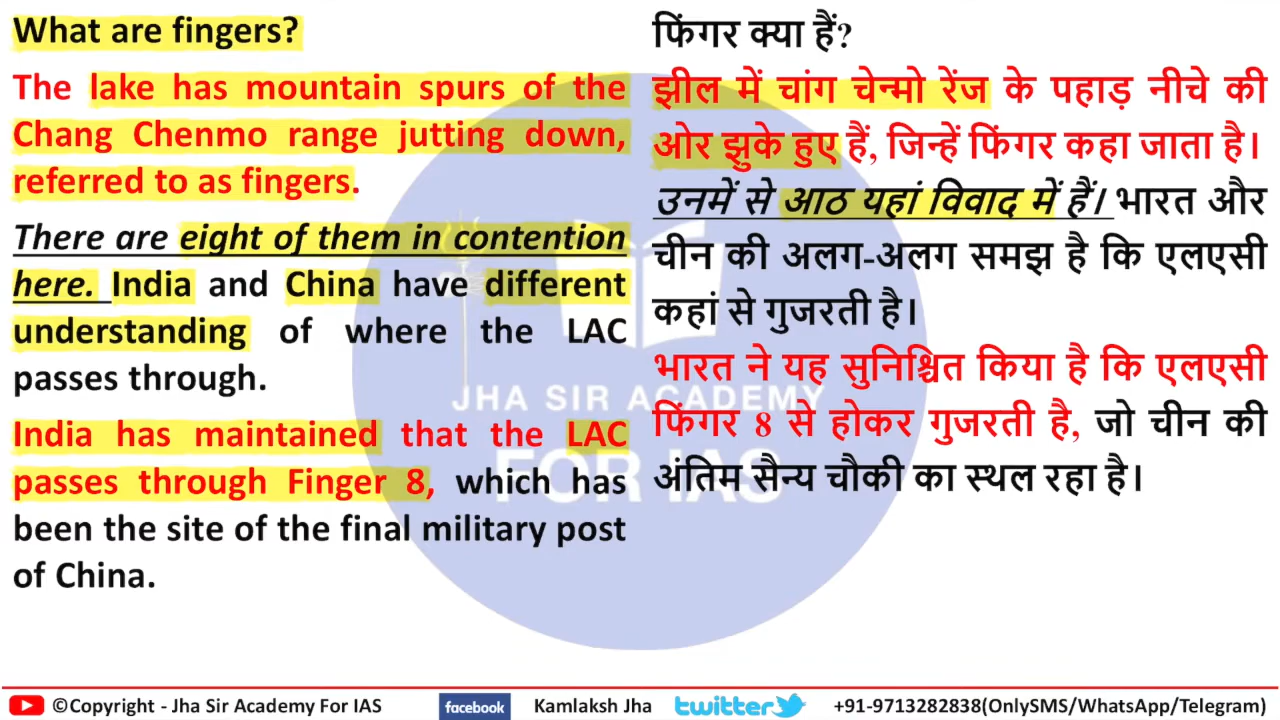 What are fingers?
The lake has mountain spurs of the
Chang Chenmo range jutting down,
referred to as fingers.
There are eight of them in contention
here. India and China have different
understanding of where the LAC
passes through.
India has maintained that the LAC
passes through Finger 8, which has
been the site of the final military post
of China.
फिंगर क्या हैं?
झील में चांग चेन्मो रेंज के पहाड़ नीचे की
ओर झुके हुए हैं, जिन्हें फिंगर कहा जाता है।
उनमें से आठ यहां विवाद में हैं। भारत और
चीन की अलग-अलग समझ है कि एलएसी
कहां से गुजरती है।
भारत ने यह सुनिश्चित किया है कि एलएसी
फिंगर 8 से होकर गुजरती है, जो चीन की
अंतिम सैन्य चौकी का स्थल रहा है।
JHA SIR ACADEMY
FOR IAS
©Copyright - Jha Sir Academy For IAS facebook Kamlaksh Jha twitter +91-9713282838(OnlySMS/WhatsApp/Telegram)